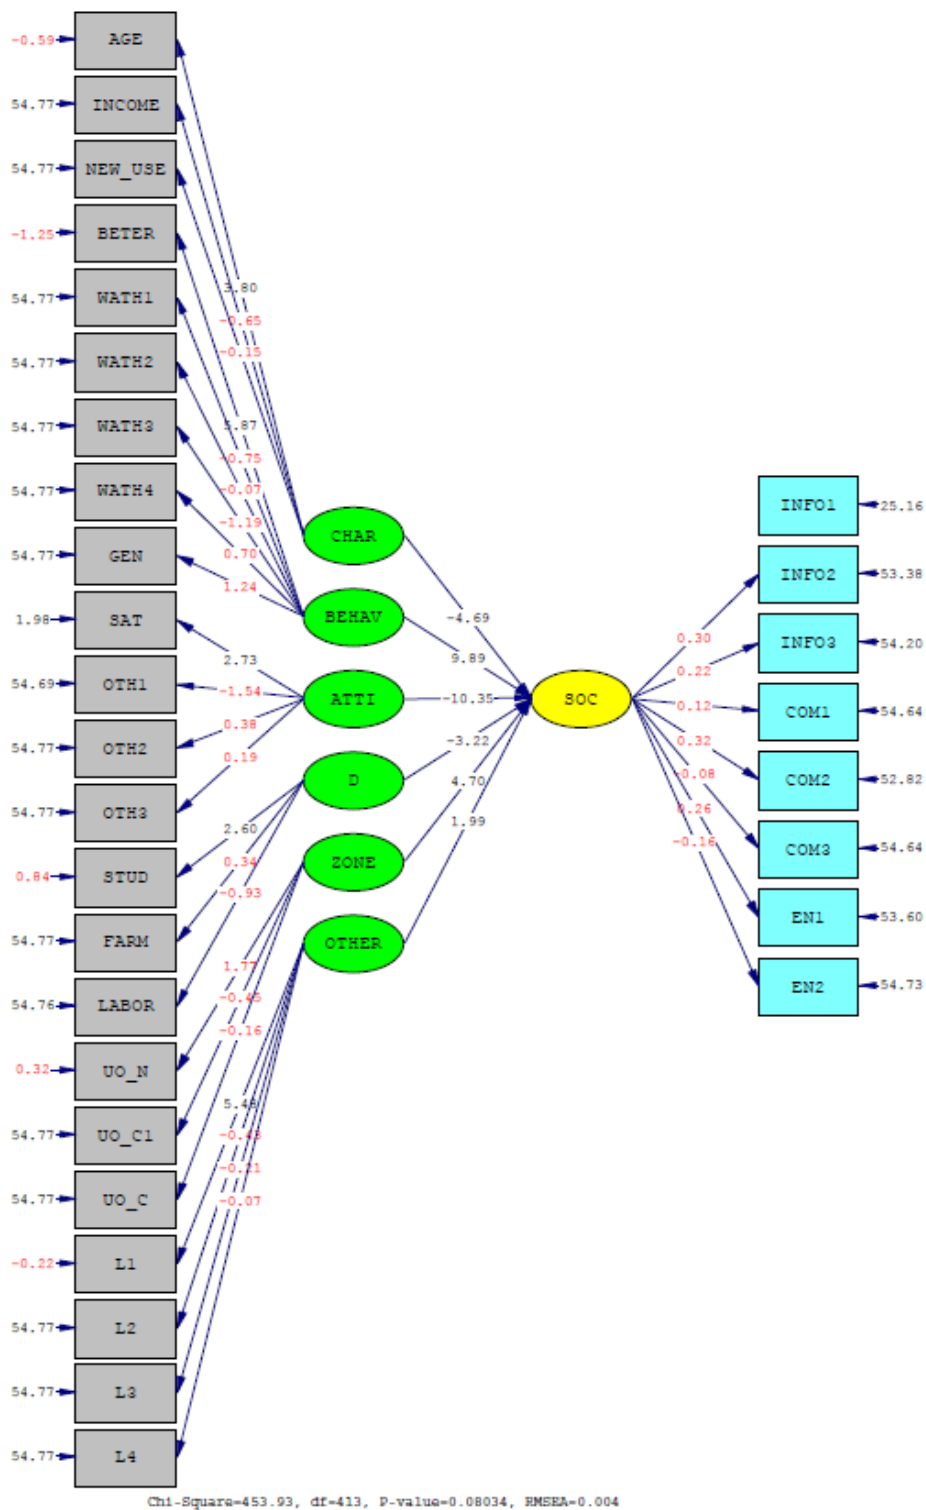 -0.59 AGE
54.77 INCOME
54.77 NEW_USE
-1.25 BETER
54.77 WATH1
54.77 WATH2
54.77 WATH3
54.77 WATH4
54.77 GEN
1.98 SAT
54.69 OTH1
54.77 OTH2
54.77 OTH3
0.84 STUD
54.77 FARM
54.76 LABOR
0.32 UO_N
54.77 UO_C1
54.77 UO_C
-0.22 L1
54.77 L2
54.77 L3
54.77 L4
3.80
-0.65
-0.15
5.87
-0.75
-0.07
-1.19
0.70
1.24
2.73
-1.54
0.38
0.19
2.60
0.34
-0.93
1.77
-0.45
-0.16
-0.21
-0.07
CHAR
BEHAV
ATTI
D
ZONE
OTHER
-4.69
9.89
-10.35
-3.22
4.70
1.99
SOC
0.30
0.22
0.12
0.32
-0.08
0.26
-0.16
INFO1 25.16
INFO2 53.38
INFO3 54.20
COM1 54.64
COM2 52.82
COM3 54.64
EN1 53.60
EN2 54.73
Chi-Square=453.93, df=413, P-value=0.08034, RMSEA=0.004